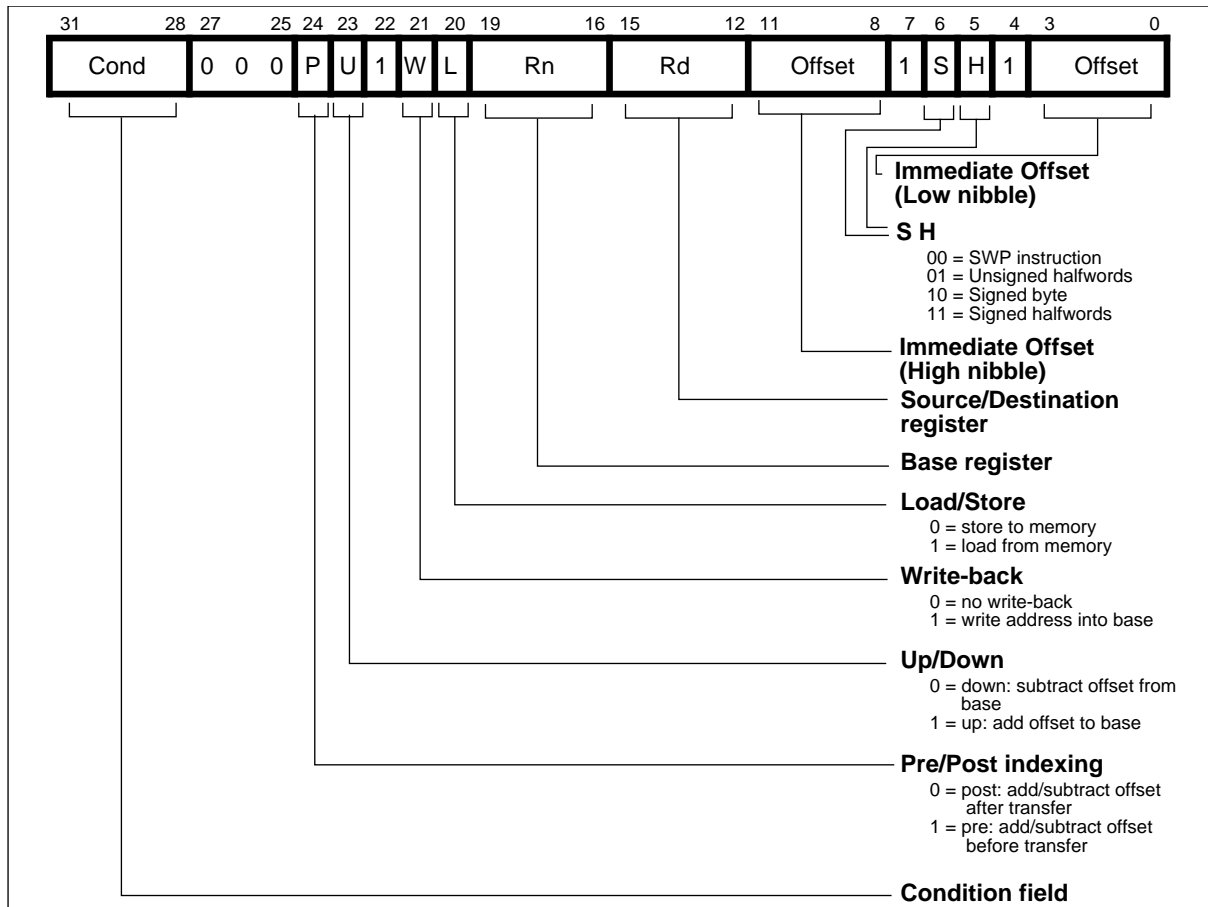 31 28 27 25 24 23 22 21 20 19 16 15 12 11 8 7 6 5 4 3 0
Cond 0 0 0 P U 1 W L Rn Rd Offset 1 S H 1 Offset
Immediate Offset
(Low nibble)
S H
00 = SWP instruction
01 = Unsigned halfwords
10 = Signed byte
11 = Signed halfwords
Immediate Offset
(High nibble)
Source/Destination
register
Base register
Load/Store
0 = store to memory
1 = load from memory
Write-back
0 = no write-back
1 = write address into base
Up/Down
0 = down: subtract offset from
base
1 = up: add offset to base
Pre/Post indexing
0 = post: add/subtract offset
after transfer
1 = pre: add/subtract offset
before transfer
Condition field